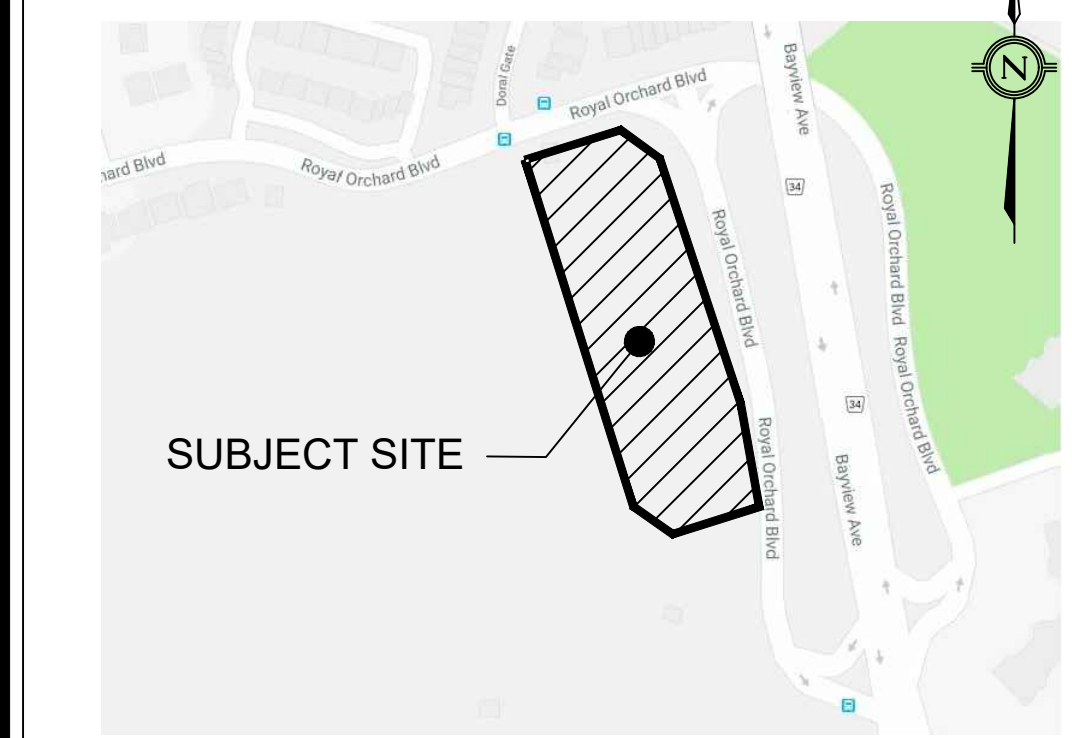 Doral Gate
Royal Orchard Blvd
Bayview Ave
N
hard Blvd
Royal Orchard Blvd
34
Royal Orchard Blvd
Royal Orchard Blvd
Royal Orchard Blvd
34
SUBJECT SITE
Royal Orchard Blvd
Bayview Ave